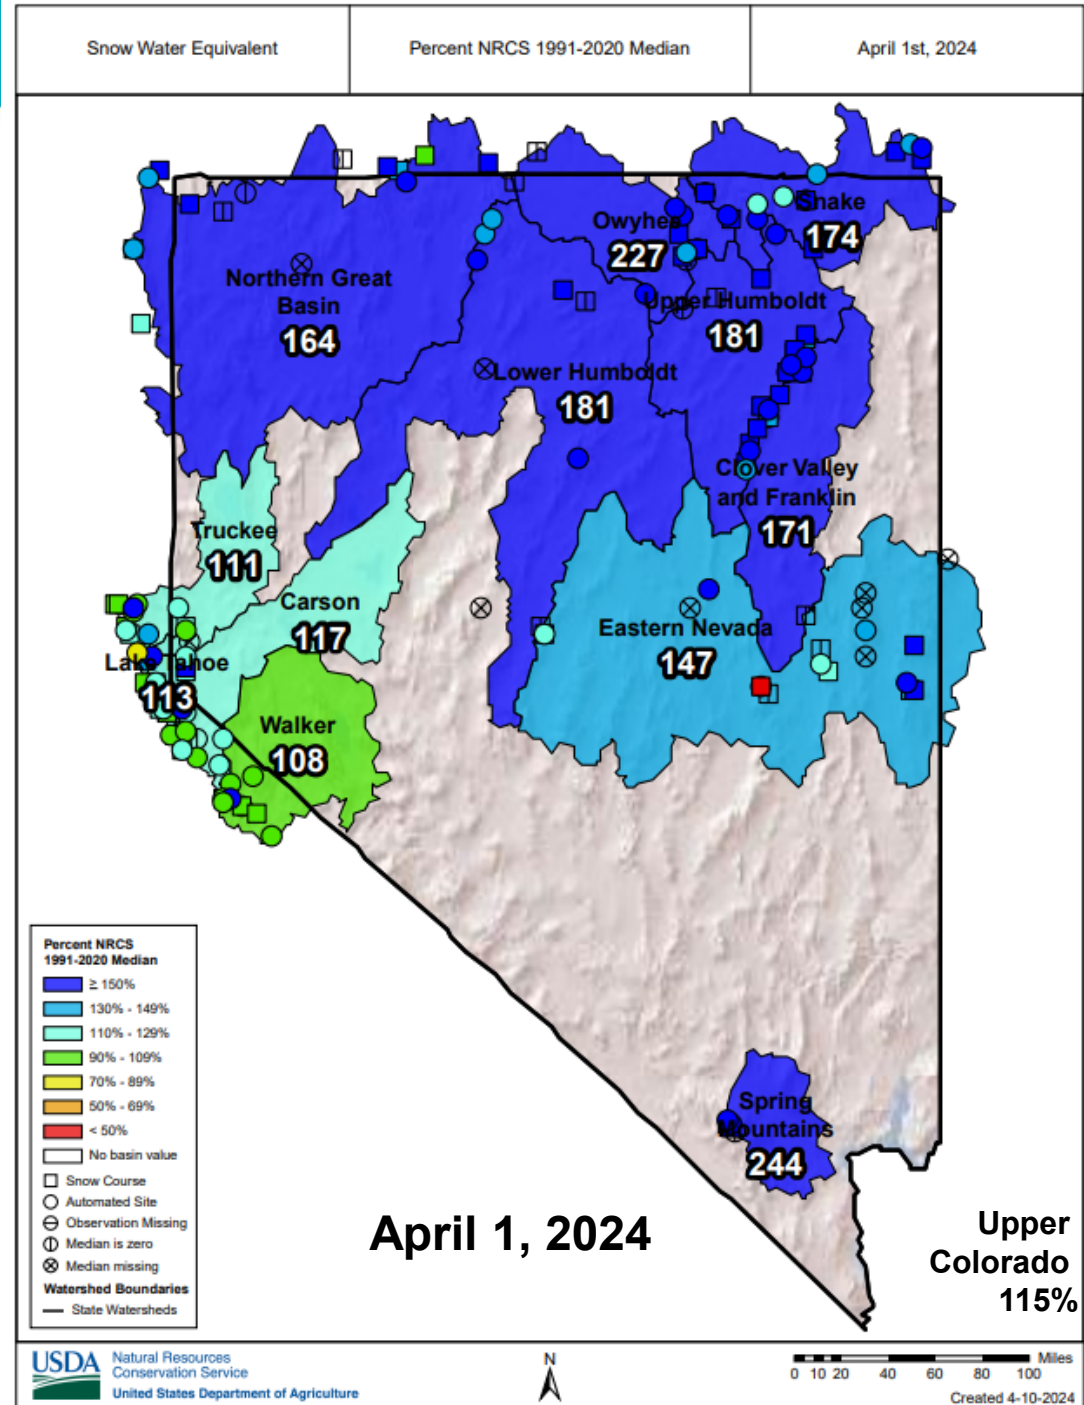 Snow Water Equivalent
Percent NRCS 1991-2020 Median
April 1st, 2024
Snake
174
Owyhee
227
Northern Great
Basin
164
Upper Humboldt
181
Lower Humboldt
181
Clover Valley
and Franklin
171
Truckee
111
Carson
117
Eastern Nevada
147
Lake Tahoe
113
Walker
108
Spring
Mountains
244
Percent NRCS
1991-2020 Median
≥ 150%
130% - 149%
110% - 129%
90% - 109%
70% - 89%
50% - 69%
< 50%
No basin value
Snow Course
Automated Site
Observation Missing
Median is zero
Median missing
Watershed Boundaries
State Watersheds
April 1, 2024
Upper
Colorado
115%
USDA
Natural Resources
Conservation Service
United States Department of Agriculture
N
Miles
0 10 20 40 60 80 100
Created 4-10-2024